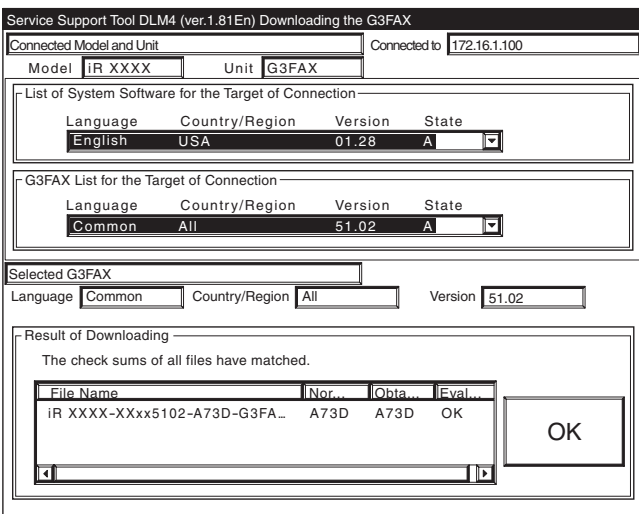 Service Support Tool DLM4 (ver.1.81En) Downloading the G3FAX
Connected Model and Unit Connected to 172.16.1.100
Model iR XXXX Unit G3FAX
List of System Software for the Target of Connection
Language Country/Region Version State
English USA 01.28 A
G3FAX List for the Target of Connection
Language Country/Region Version State
Common All 51.02 A
Selected G3FAX
Language Common Country/Region All Version 51.02
Result of Downloading
The check sums of all files have matched.
File Name Nor... Obta... Eval...
iR XXXX-XXxx5102-A73D-G3FA... A73D A73D OK
OK